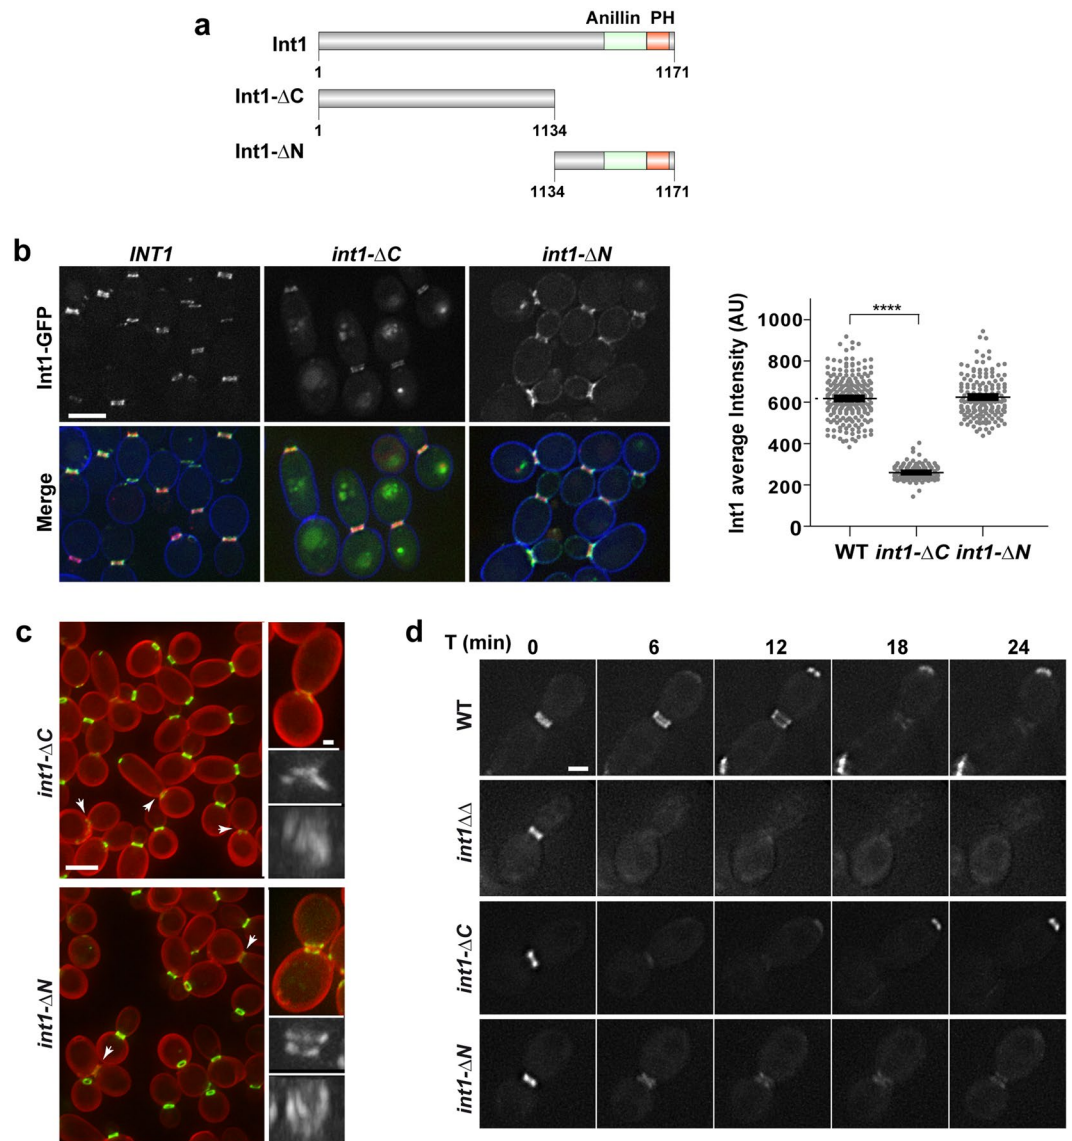 a
Anillin PH
Int1
1 1171
Int1-ΔC
1 1134
Int1-ΔN
1134 1171
b
INT1 int1-ΔC int1-ΔN
Int1-GFP
Merge
Int1 average Intensity (AU)
1000
800
600
400
200
0
****
WT int1-ΔC int1-ΔN
c
int1-ΔC
int1-ΔN
d
T (min) 0 6 12 18 24
WT
int1ΔΔ
int1-ΔC
int1-ΔN